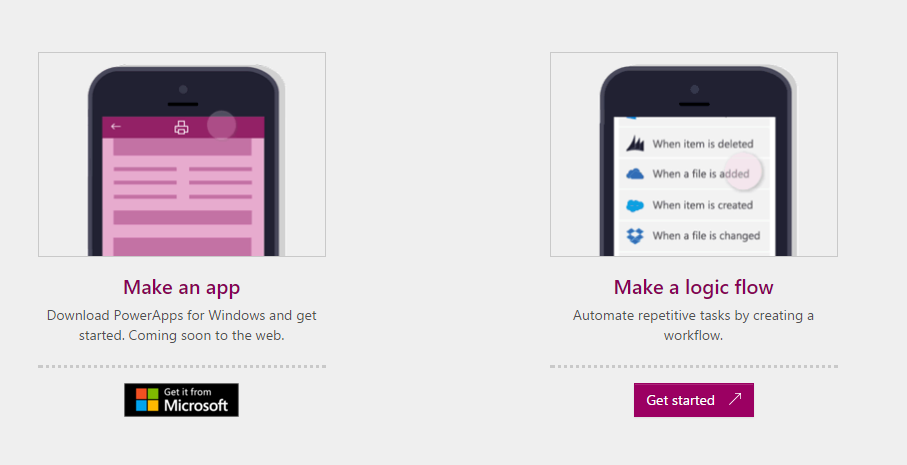 When item is deleted
When a file is added
When item is created
When a file is changed
Make an app
Download PowerApps for Windows and get
started. Coming soon to the web.
Get it from
Microsoft
Make a logic flow
Automate repetitive tasks by creating a
workflow.
Get started